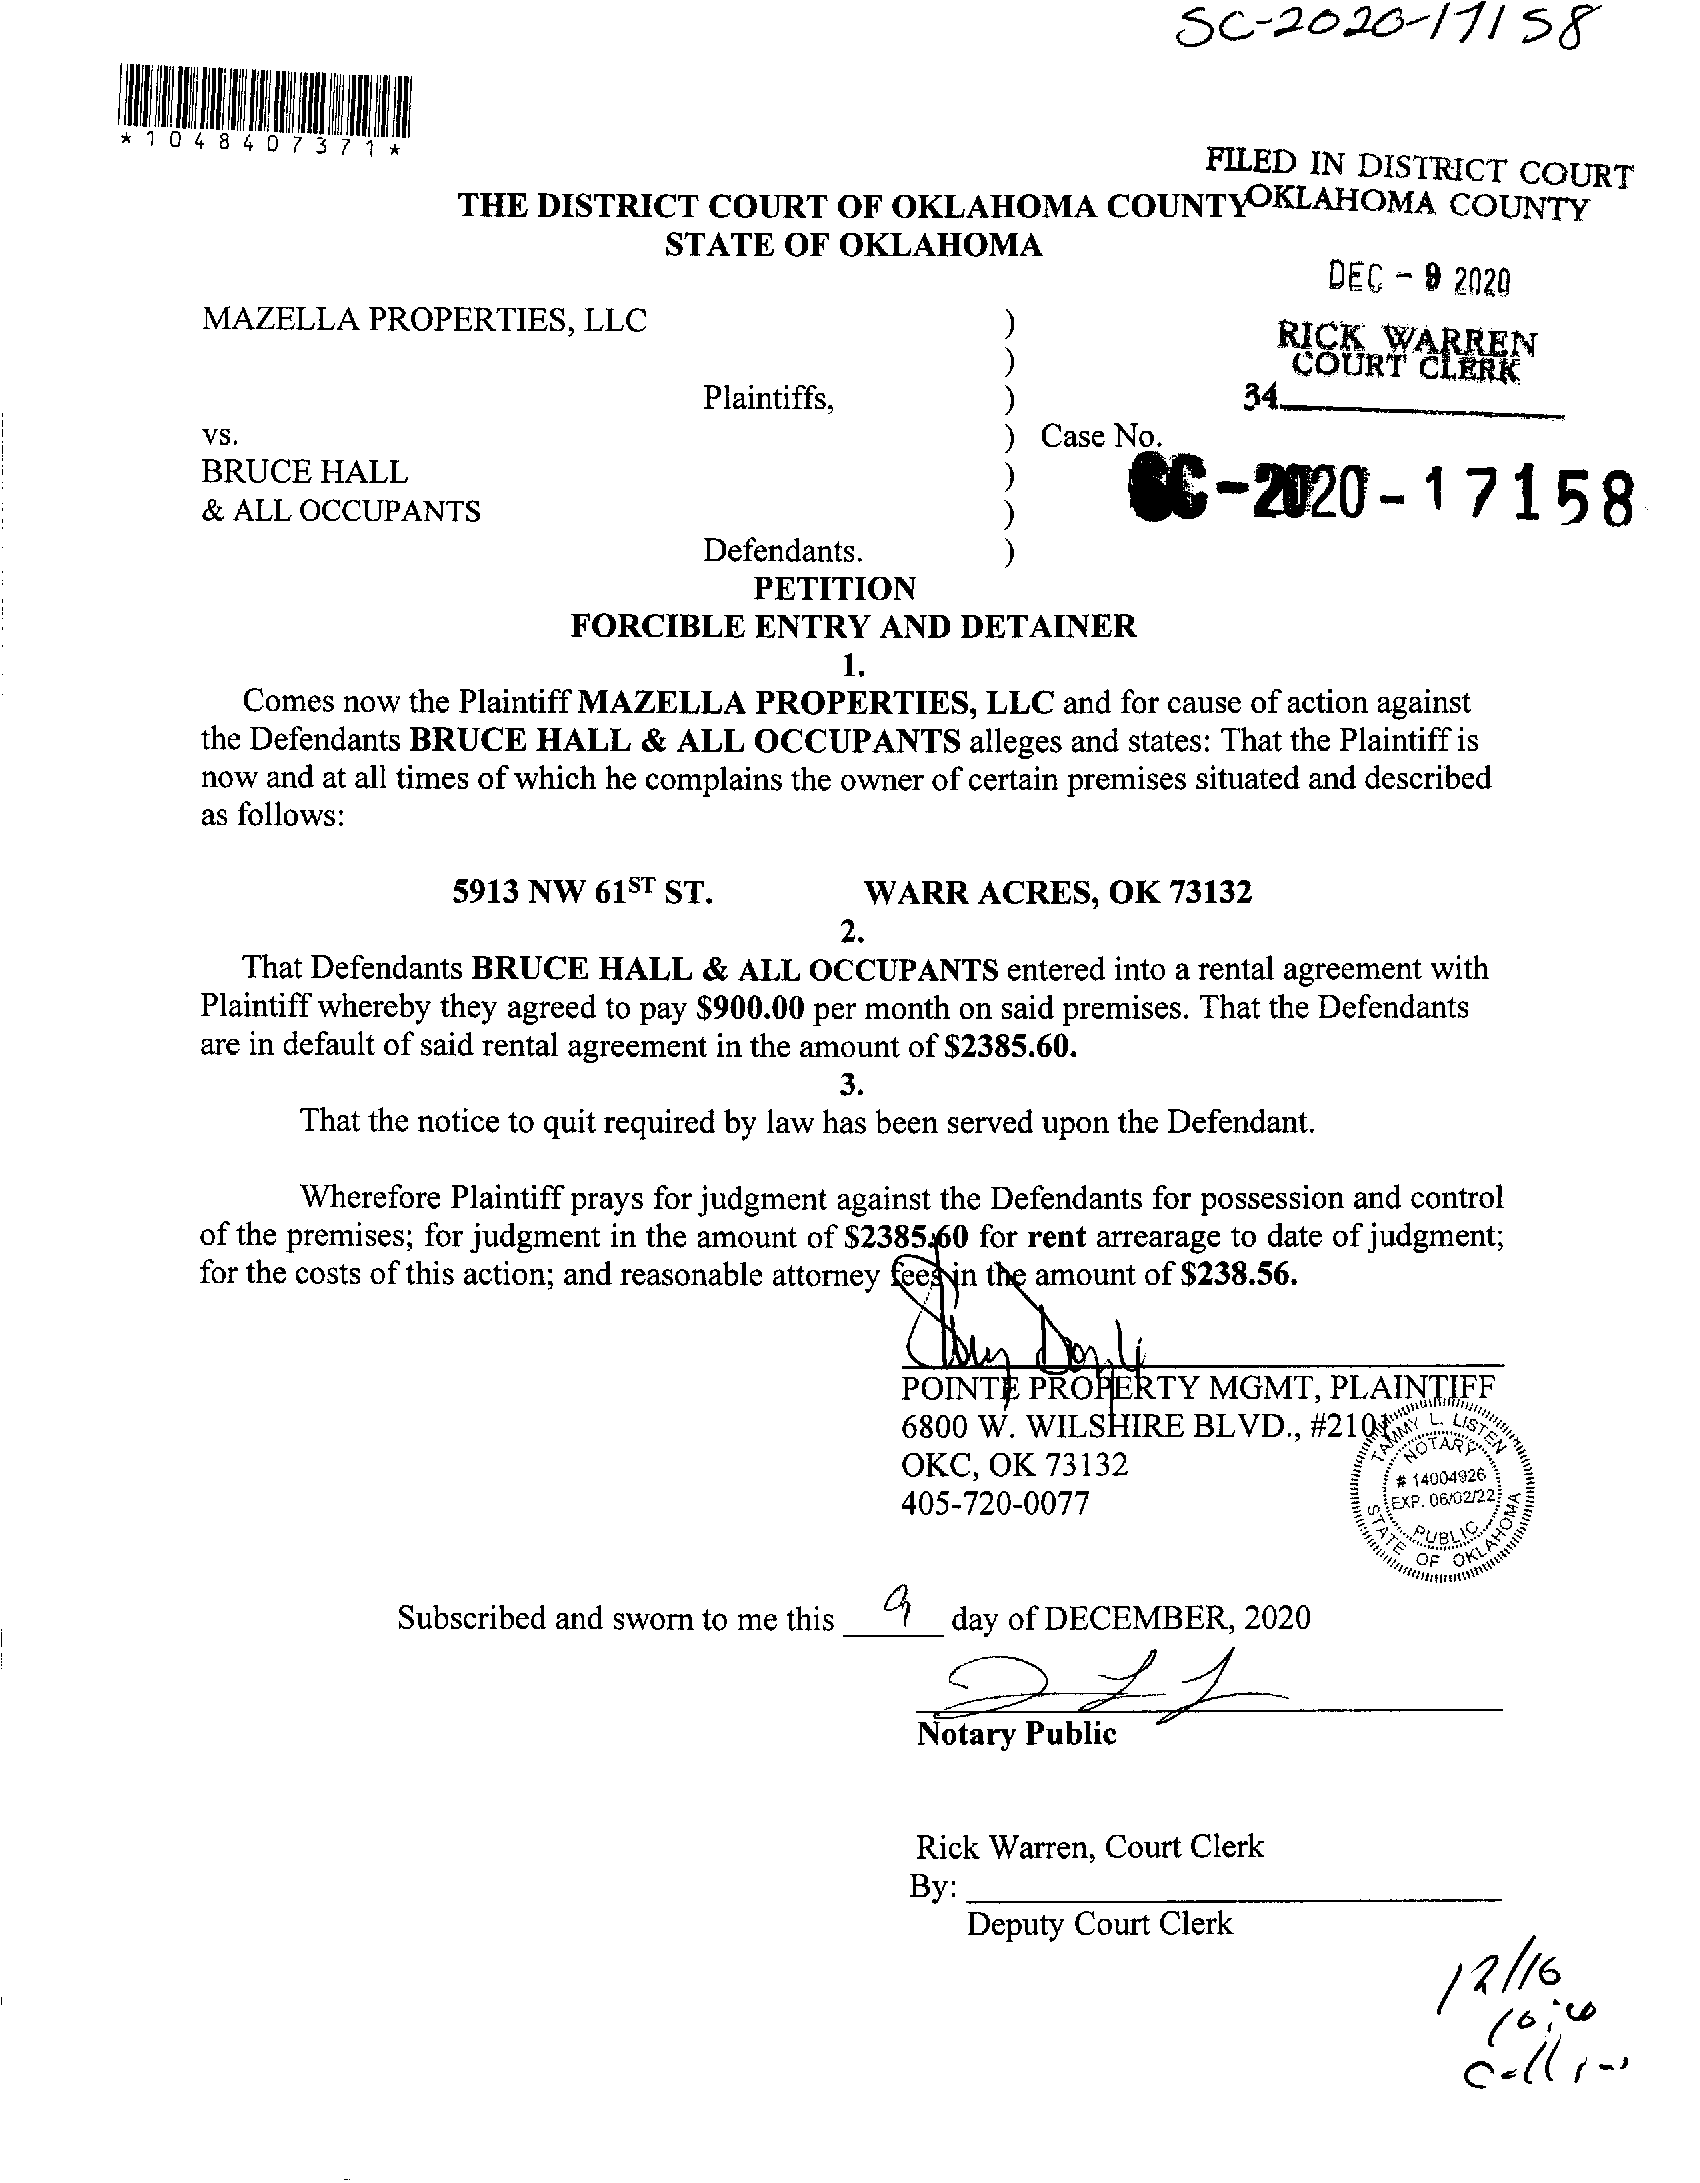 SC-2020-17158
*1048407371*
FILED IN DISTRICT COURT
OKLAHOMA COUNTY
THE DISTRICT COURT OF OKLAHOMA COUNTY
STATE OF OKLAHOMA
DEC - 9 2020
MAZELLA PROPERTIES, LLC )
RICK WARREN
COURT CLERK
)
Plaintiffs, )
34
vs. ) Case No.
BRUCE HALL )
SC-2020-17158
& ALL OCCUPANTS )
Defendants. )
PETITION
FORCIBLE ENTRY AND DETAINER
1.
Comes now the Plaintiff MAZELLA PROPERTIES, LLC and for cause of action against
the Defendants BRUCE HALL & ALL OCCUPANTS alleges and states: That the Plaintiff is
now and at all times of which he complains the owner of certain premises situated and described
as follows:
5913 NW 61ST ST. WARR ACRES, OK 73132
2.
That Defendants BRUCE HALL & ALL OCCUPANTS entered into a rental agreement with
Plaintiff whereby they agreed to pay $900.00 per month on said premises. That the Defendants
are in default of said rental agreement in the amount of $2385.60.
3.
That the notice to quit required by law has been served upon the Defendant.
Wherefore Plaintiff prays for judgment against the Defendants for possession and control
of the premises; for judgment in the amount of $2385.60 for rent arrearage to date of judgment;
for the costs of this action; and reasonable attorney fees in the amount of $238.56.
POINTE PROPERTY MGMT, PLAINTIFF
6800 W. WILSHIRE BLVD., #2101
OKC, OK 73132
405-720-0077
TAMMY L. LISTEN
NOTARY
# 14004926
EXP. 06/02/22
PUBLIC
STATE OF OKLAHOMA
Subscribed and sworn to me this 9 day of DECEMBER, 2020
Notary Public
Rick Warren, Court Clerk
By:
Deputy Court Clerk
12/16